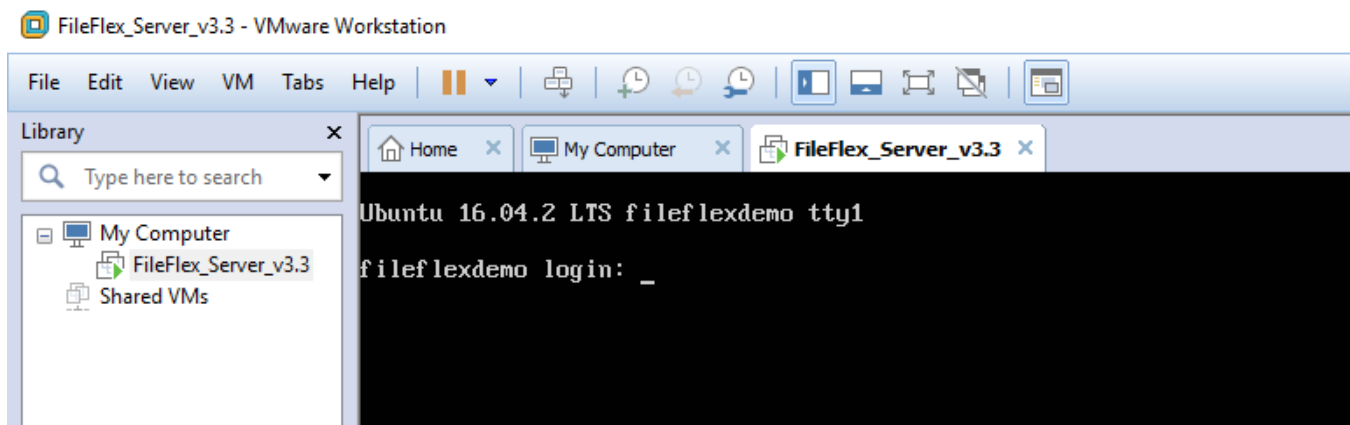 FileFlex_Server_v3.3 - VMware Workstation
File Edit View VM Tabs Help
Library
Type here to search
My Computer
FileFlex_Server_v3.3
Shared VMs
Home My Computer FileFlex_Server_v3.3
Ubuntu 16.04.2 LTS fileflexdemo tty1
fileflexdemo login: _